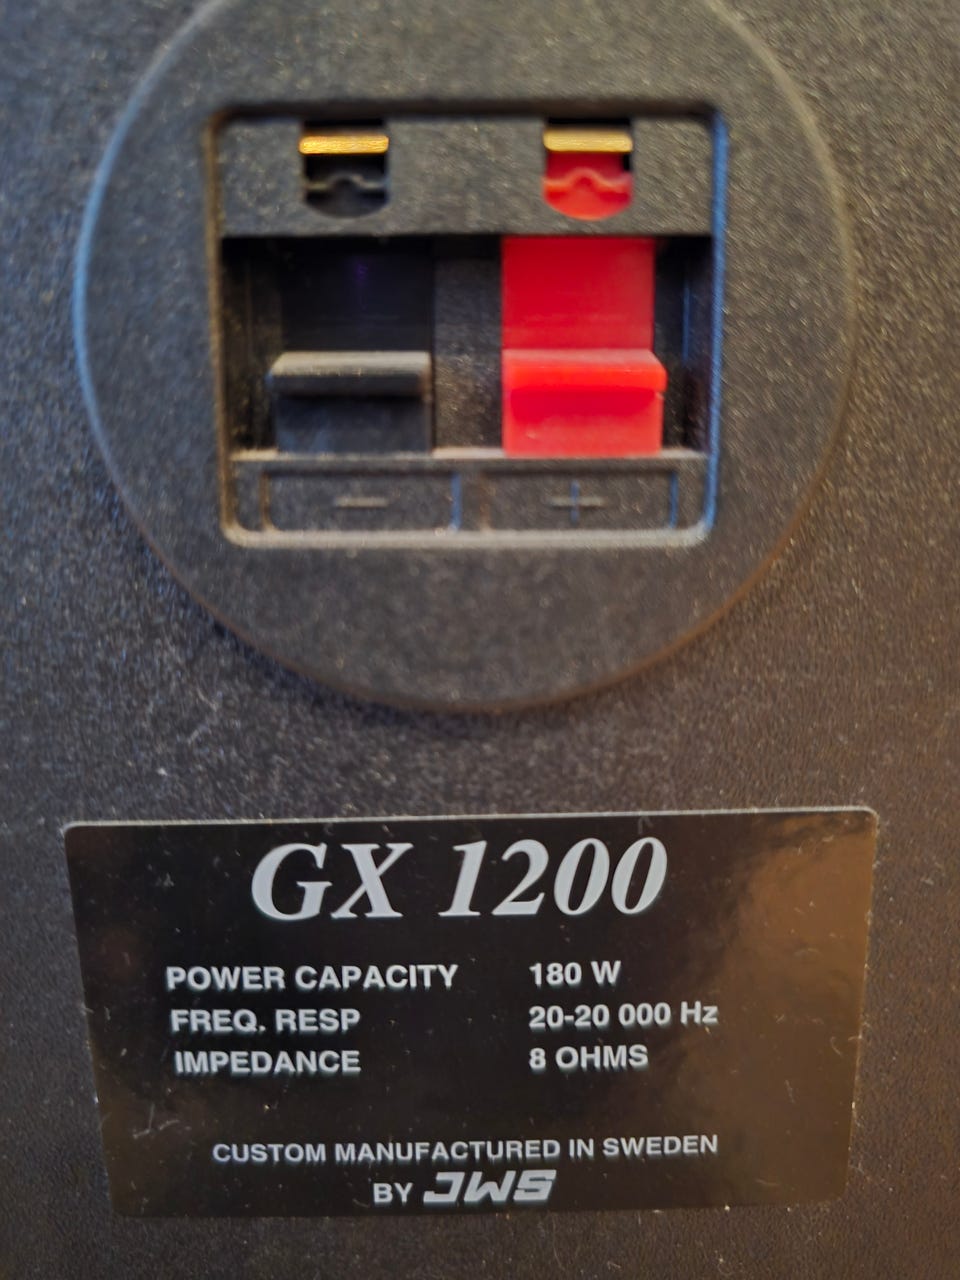 − +
GX 1200
POWER CAPACITY 180 W
FREQ. RESP 20-20 000 Hz
IMPEDANCE 8 OHMS
CUSTOM MANUFACTURED IN SWEDEN
BY JWS